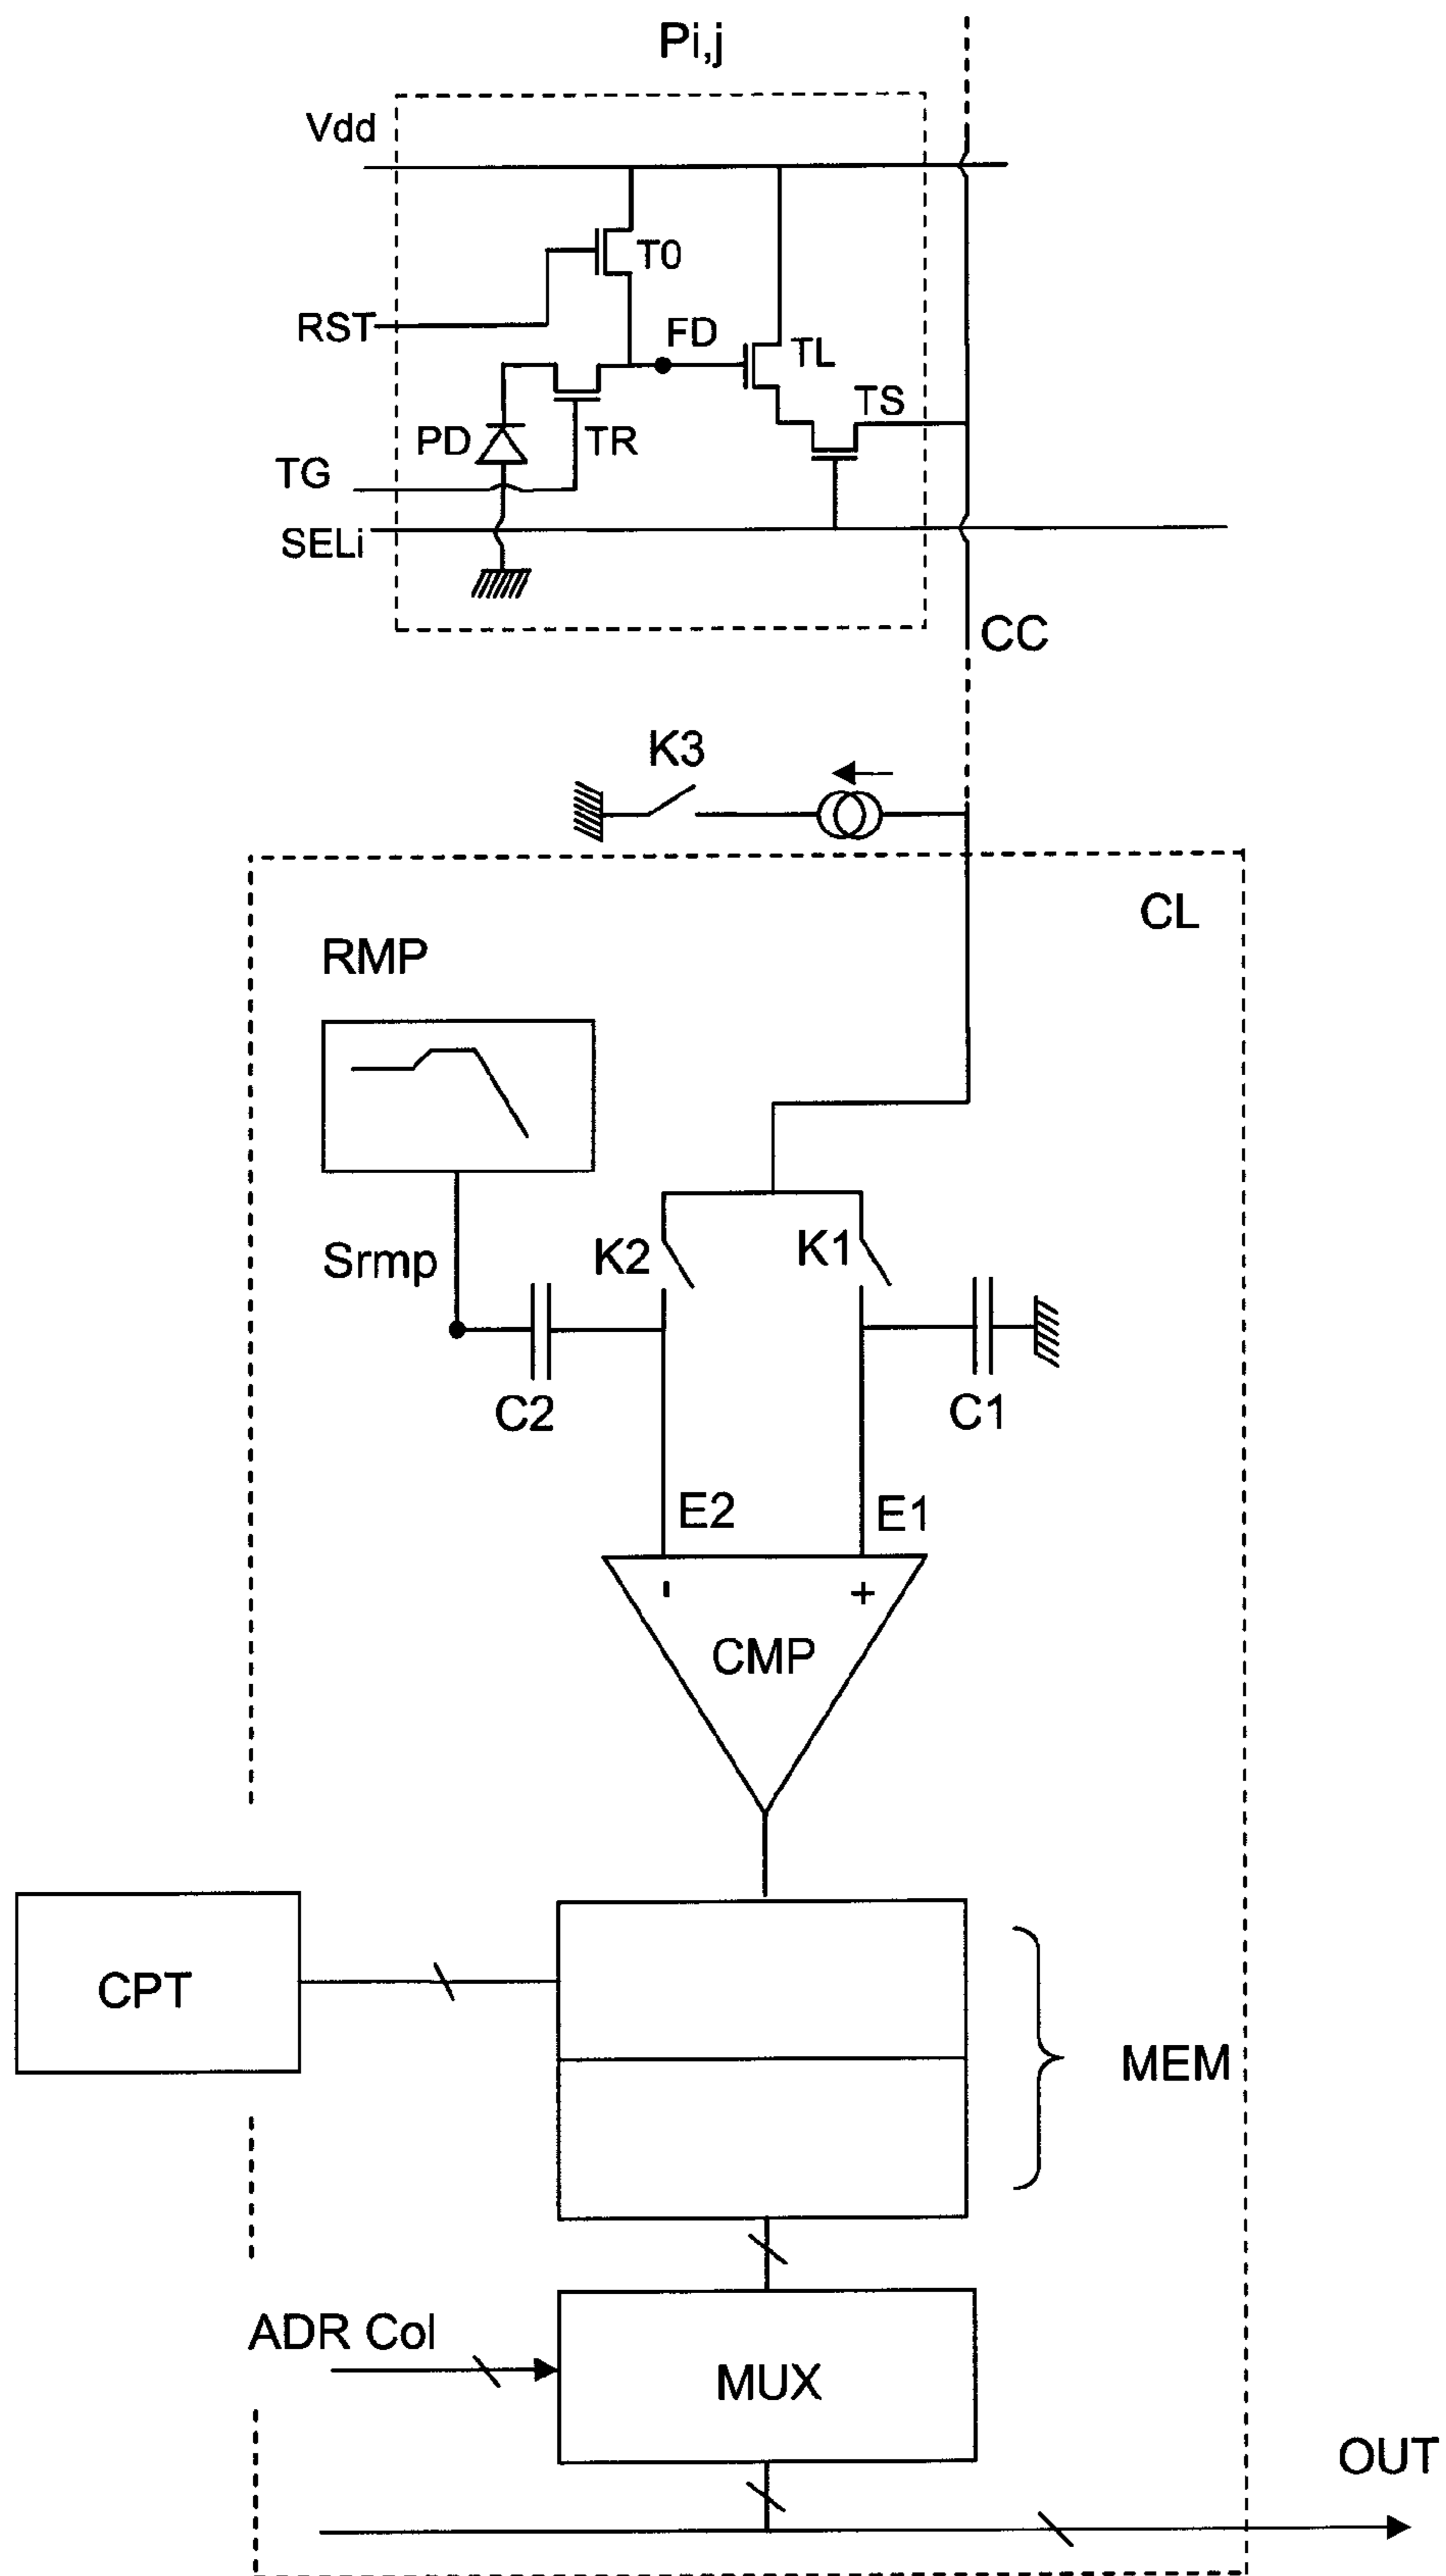 Pi,j
Vdd
T0
RST
FD
TL
TS
PD
TR
TG
SELi
CC
K3
CL
RMP
Srmp
K2
K1
C2
C1
E2
E1
- +
CMP
CPT
MEM
ADR Col
MUX
OUT